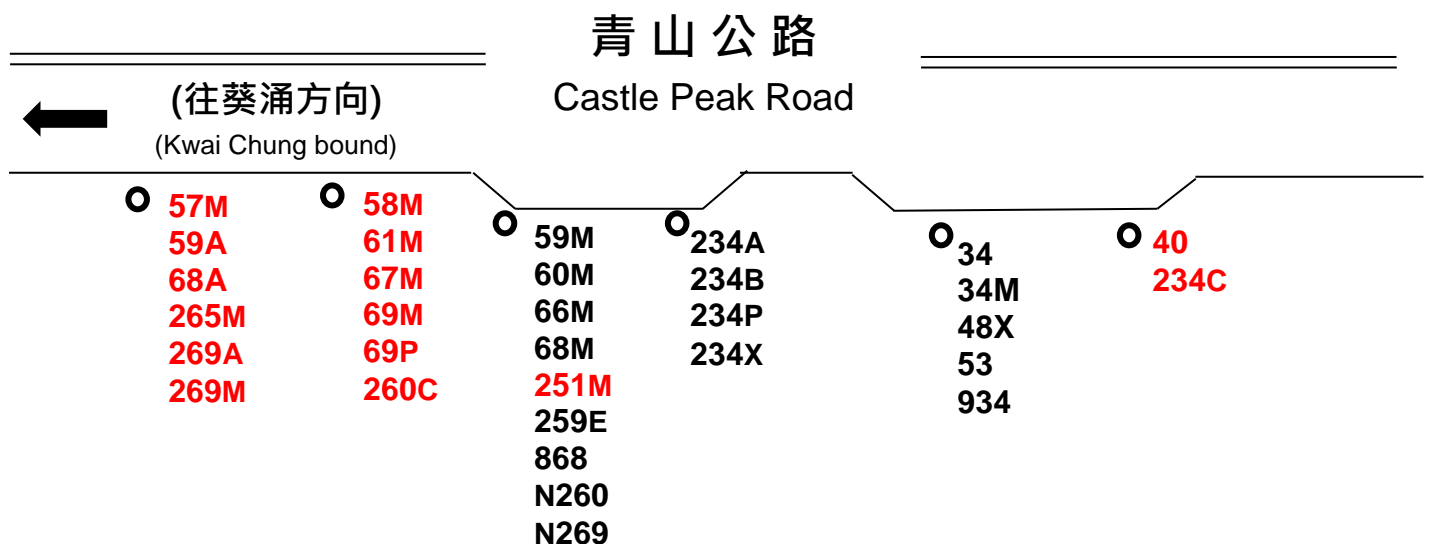 青山公路
Castle Peak Road
(往葵涌方向)
(Kwai Chung bound)
57M
59A
68A
265M
269A
269M
58M
61M
67M
69M
69P
260C
59M
60M
66M
68M
251M
259E
868
N260
N269
234A
234B
234P
234X
34
34M
48X
53
934
40
234C